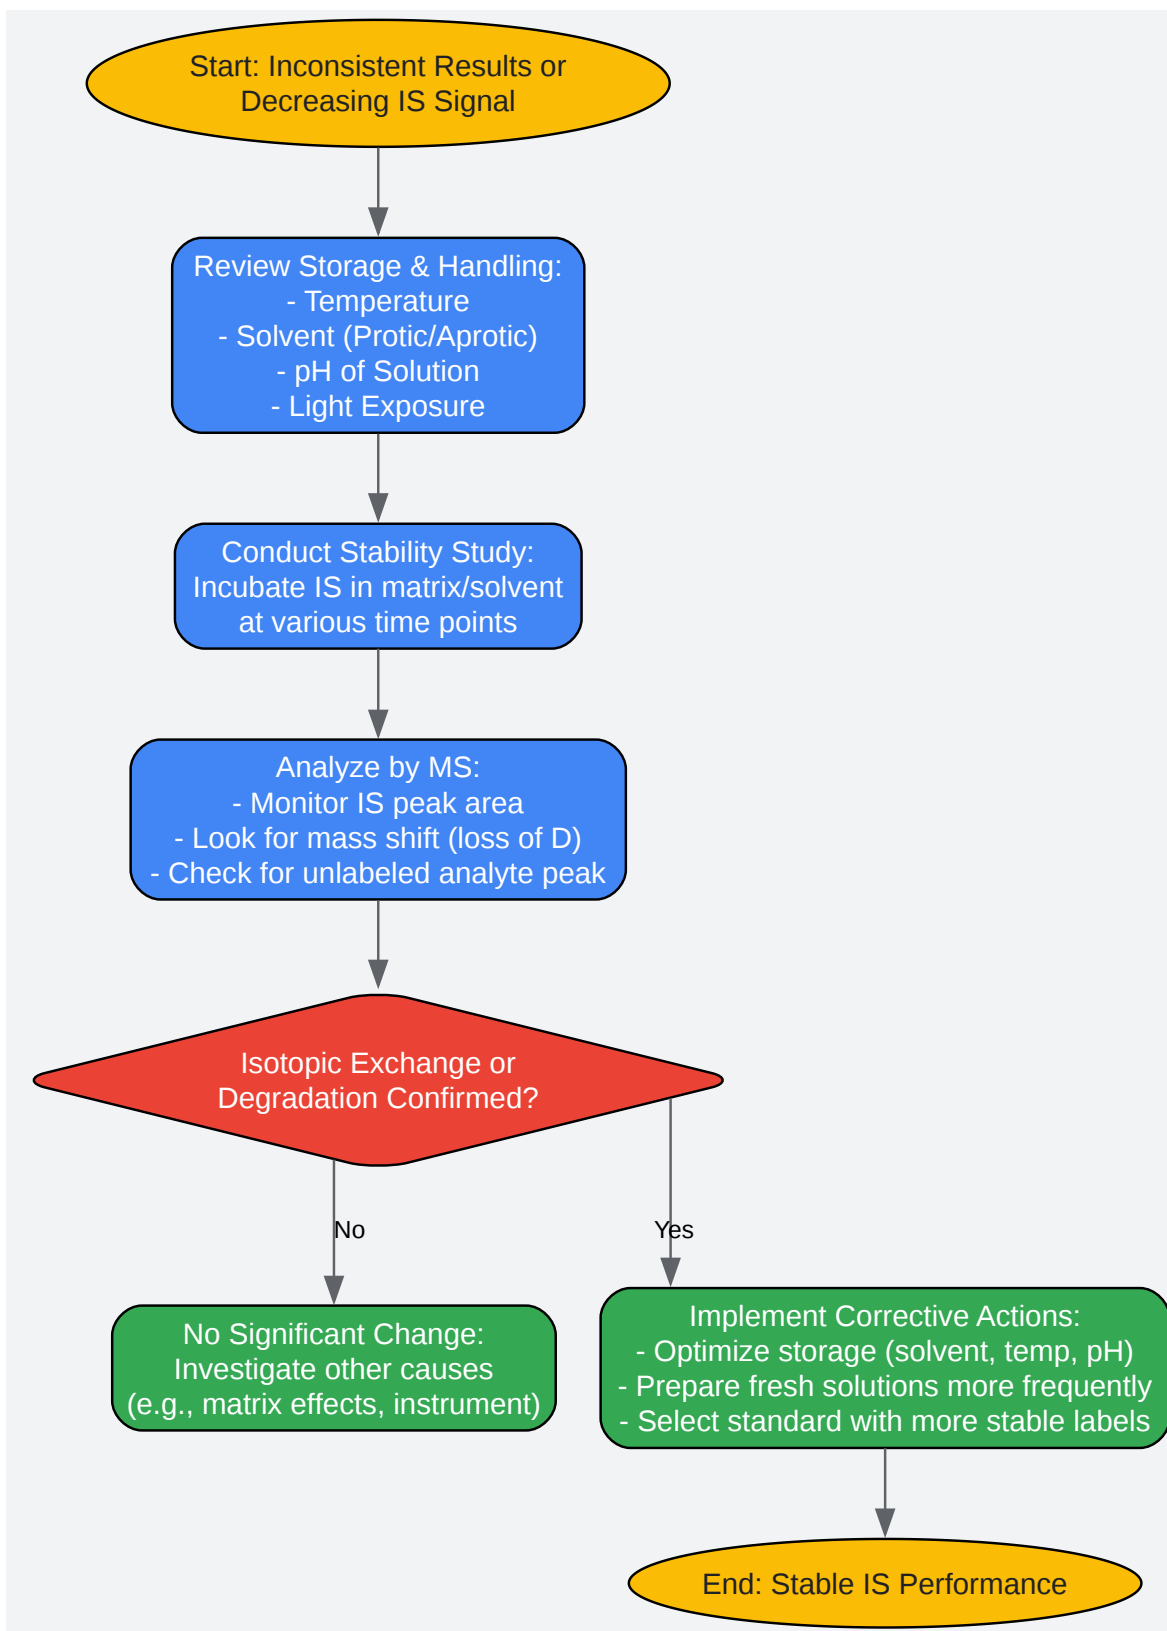 Start: Inconsistent Results or
Decreasing IS Signal
Review Storage & Handling:
- Temperature
- Solvent (Protic/Aprotic)
- pH of Solution
- Light Exposure
Conduct Stability Study:
Incubate IS in matrix/solvent
at various time points
Analyze by MS:
- Monitor IS peak area
- Look for mass shift (loss of D)
- Check for unlabeled analyte peak
Isotopic Exchange or
Degradation Confirmed?
No
Yes
No Significant Change:
Investigate other causes
(e.g., matrix effects, instrument)
Implement Corrective Actions:
- Optimize storage (solvent, temp, pH)
- Prepare fresh solutions more frequently
- Select standard with more stable labels
End: Stable IS Performance